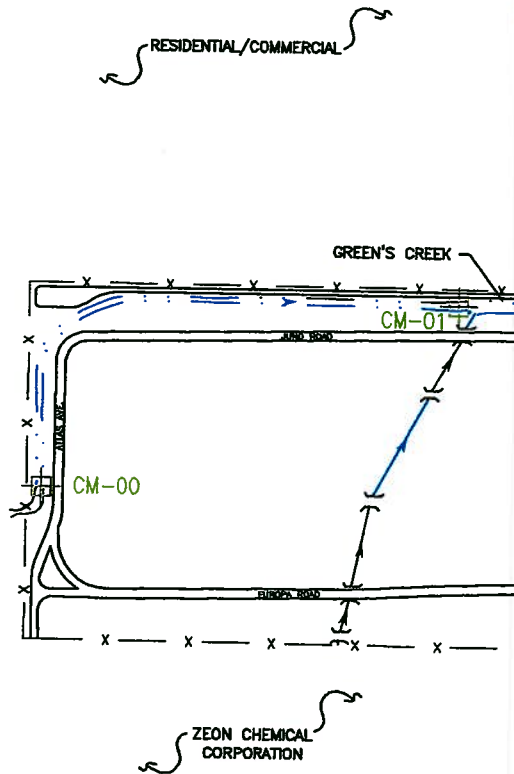 RESIDENTIAL/COMMERCIAL
GREEN'S CREEK
CM-01
JUNO ROAD
ATLAS AVE.
CM-00
EUROPA ROAD
ZEON CHEMICAL
CORPORATION